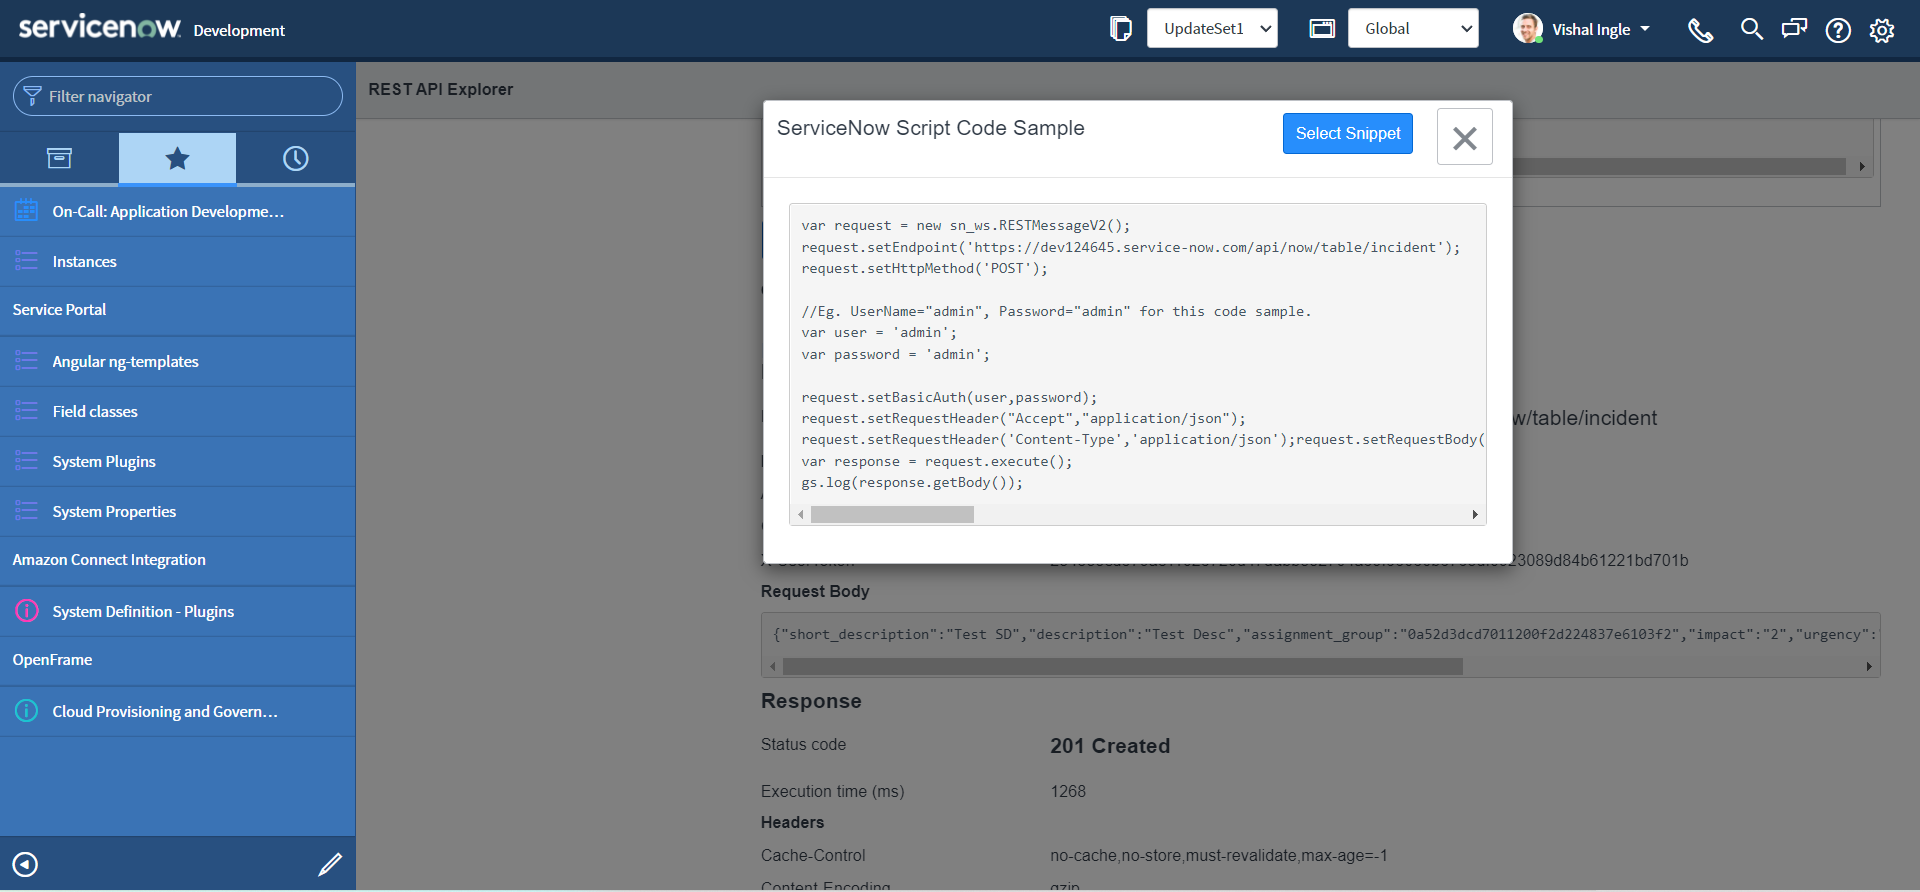 servicenow. Development
UpdateSet1
Global
Vishal Ingle
Filter navigator
On-Call: Application Developme…
Instances
Service Portal
Angular ng-templates
Field classes
System Plugins
System Properties
Amazon Connect Integration
System Definition - Plugins
OpenFrame
Cloud Provisioning and Govern…
REST API Explorer
ServiceNow Script Code Sample
Select Snippet
var request = new sn_ws.RESTMessageV2();
request.setEndpoint('https://dev124645.service-now.com/api/now/table/incident');
request.setHttpMethod('POST');
//Eg. UserName="admin", Password="admin" for this code sample.
var user = 'admin';
var password = 'admin';
request.setBasicAuth(user,password);
request.setRequestHeader("Accept","application/json");
request.setRequestHeader('Content-Type','application/json');request.setRequestBody(
var response = request.execute();
gs.log(response.getBody());
w/table/incident
23089d84b61221bd701b
Request Body
{"short_description":"Test SD","description":"Test Desc","assignment_group":"0a52d3dcd7011200f2d224837e6103f2","impact":"2","urgency":
Response
Status code 201 Created
Execution time (ms) 1268
Headers
Cache-Control no-cache,no-store,must-revalidate,max-age=-1
Content Encoding gzip